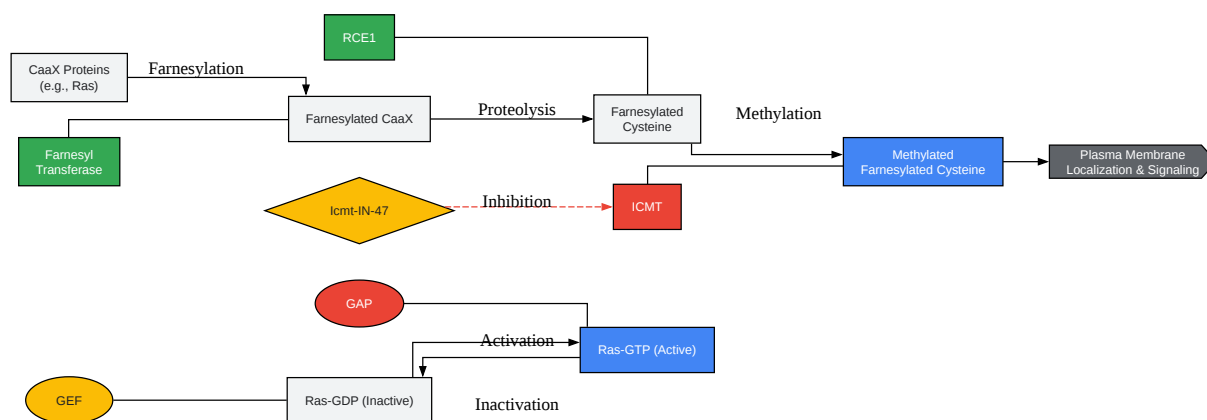 RCE1
CaaX Proteins
(e.g., Ras)
Farnesylation
Farnesylated CaaX
Proteolysis
Farnesylated
Cysteine
Methylation
Farnesyl
Transferase
Methylated
Farnesylated Cysteine
Plasma Membrane
Localization & Signaling
Icmt-IN-47
Inhibition
ICMT
GAP
Activation
Ras-GTP (Active)
GEF
Ras-GDP (Inactive)
Inactivation